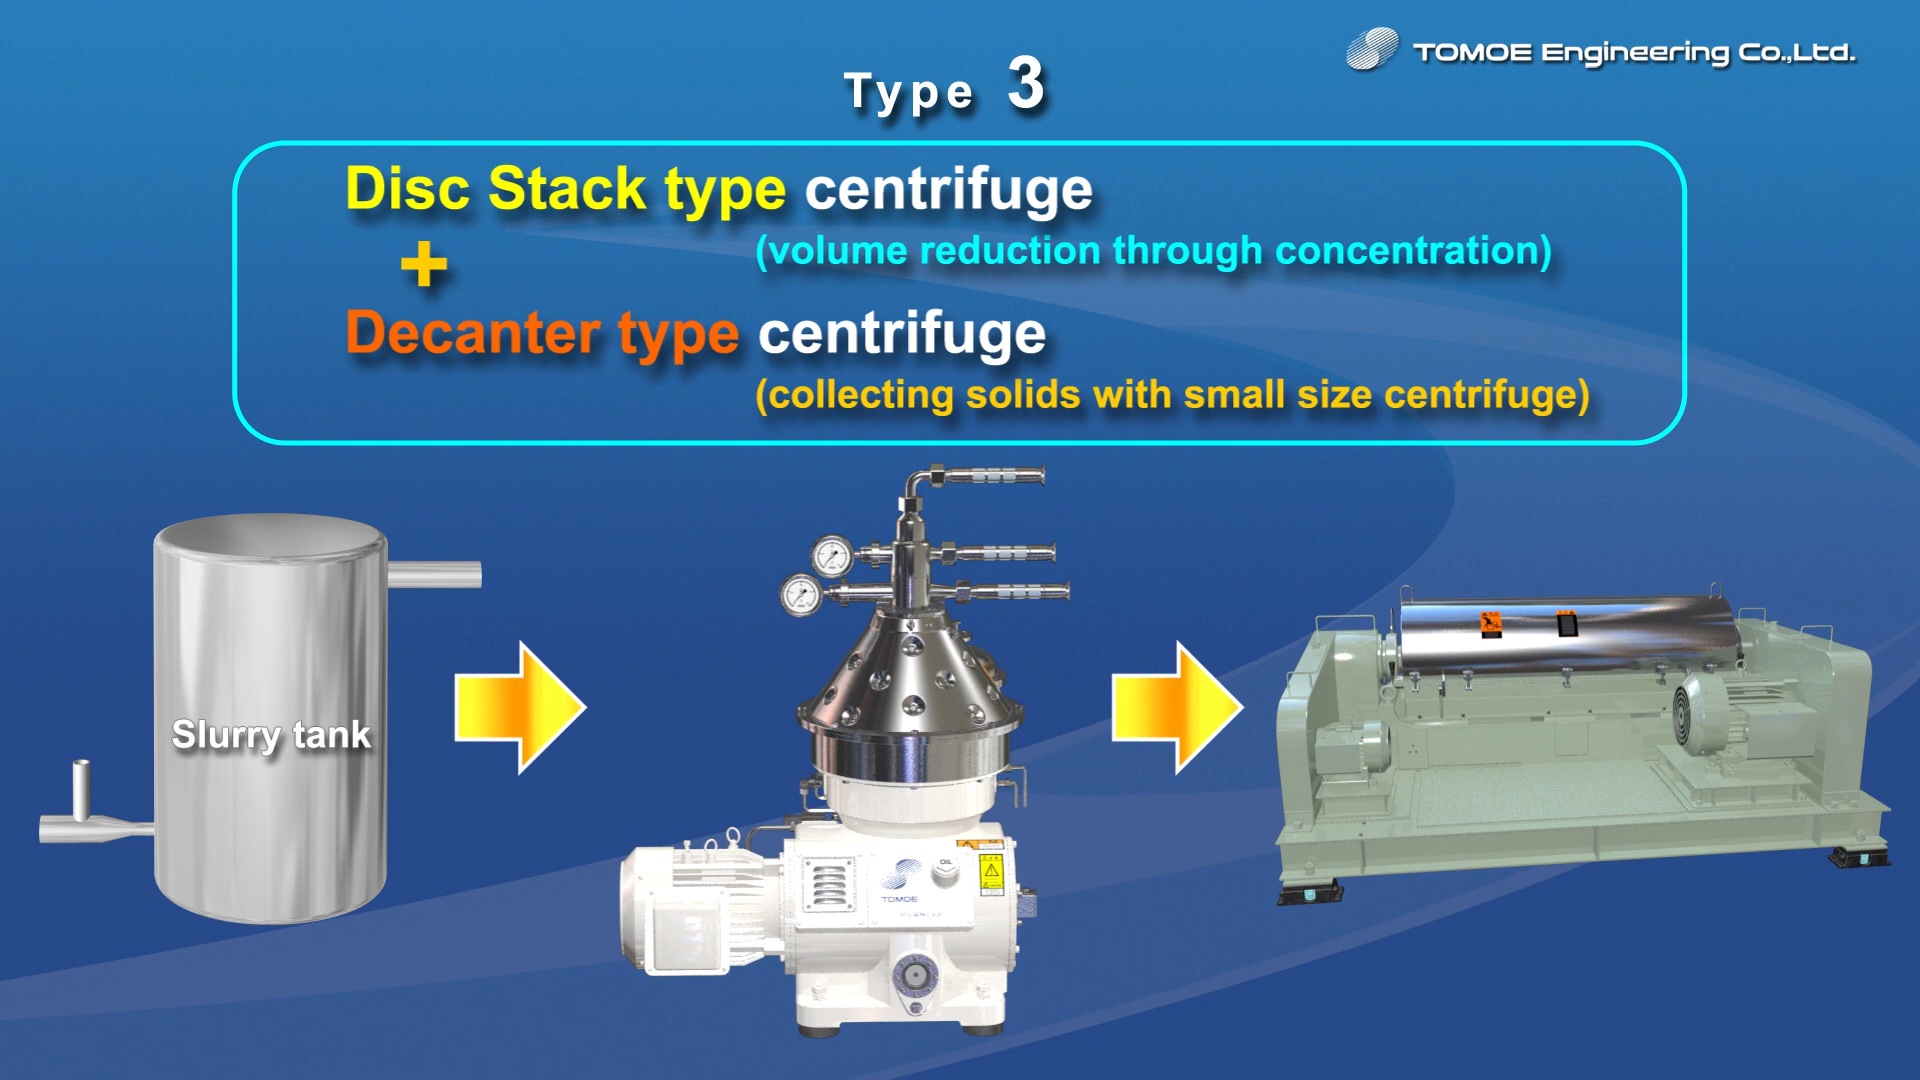 TOMOE Engineering Co.,Ltd.
Type 3
Disc Stack type centrifuge
(volume reduction through concentration)
+
Decanter type centrifuge
(collecting solids with small size centrifuge)
Slurry tank
OIL
TOMOE